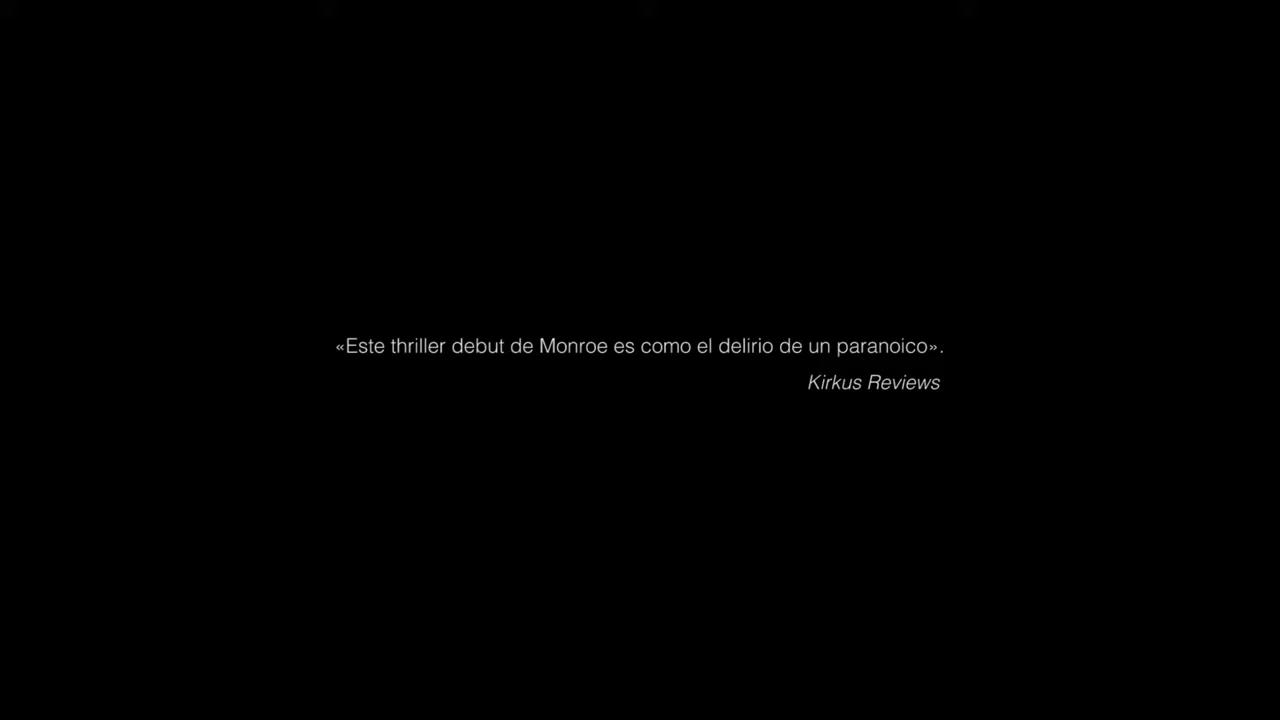 «Este thriller debut de Monroe es como el delirio de un paranoico».
Kirkus Reviews